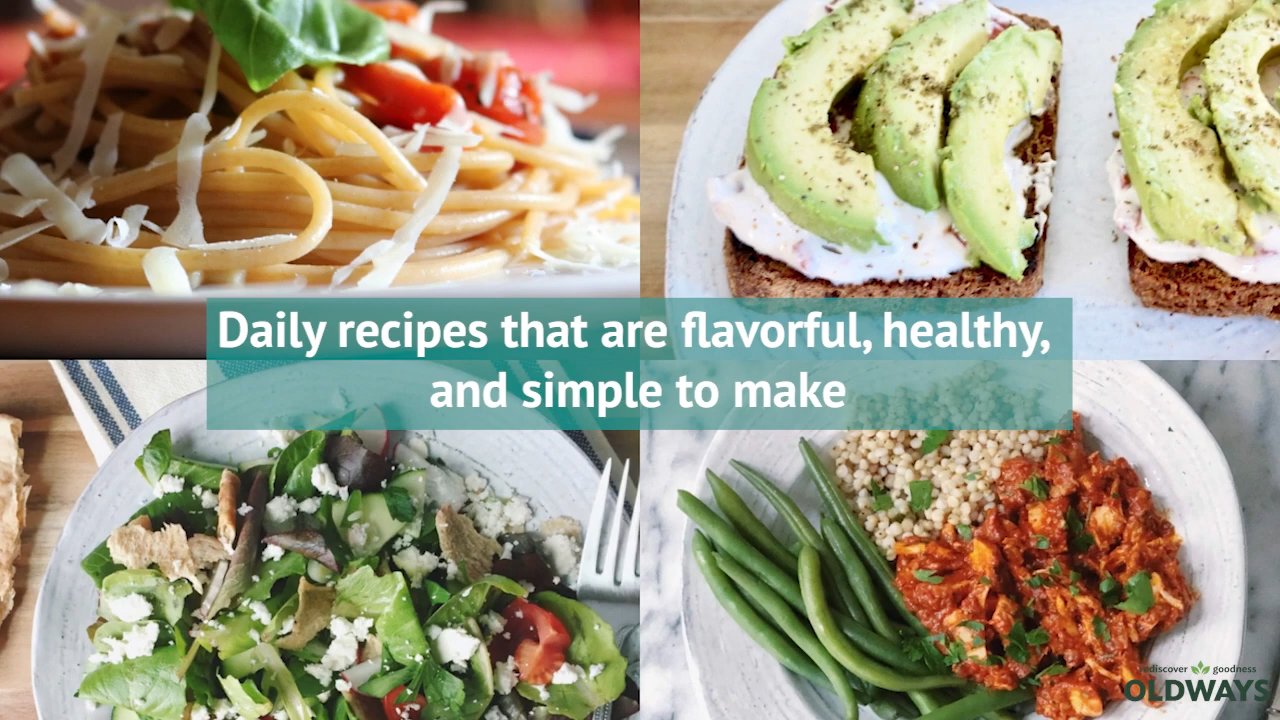 Daily recipes that are flavorful, healthy,
and simple to make
rediscover goodness
OLDWAYS